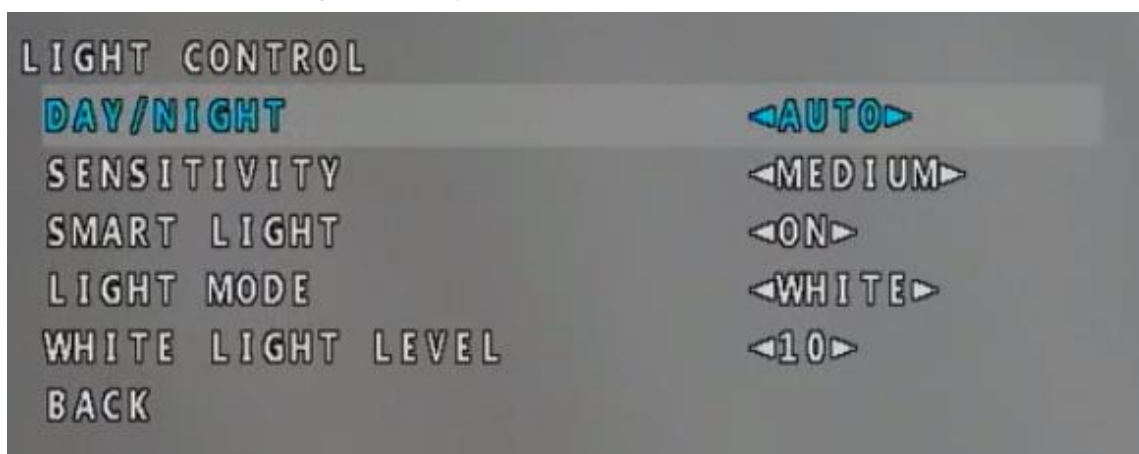 LIGHT CONTROL
DAY/NIGHT ◅AUTO▻
SENSITIVITY ◅MEDIUM▻
SMART LIGHT ◅ON▻
LIGHT MODE ◅WHITE▻
WHITE LIGHT LEVEL ◅10▻
BACK